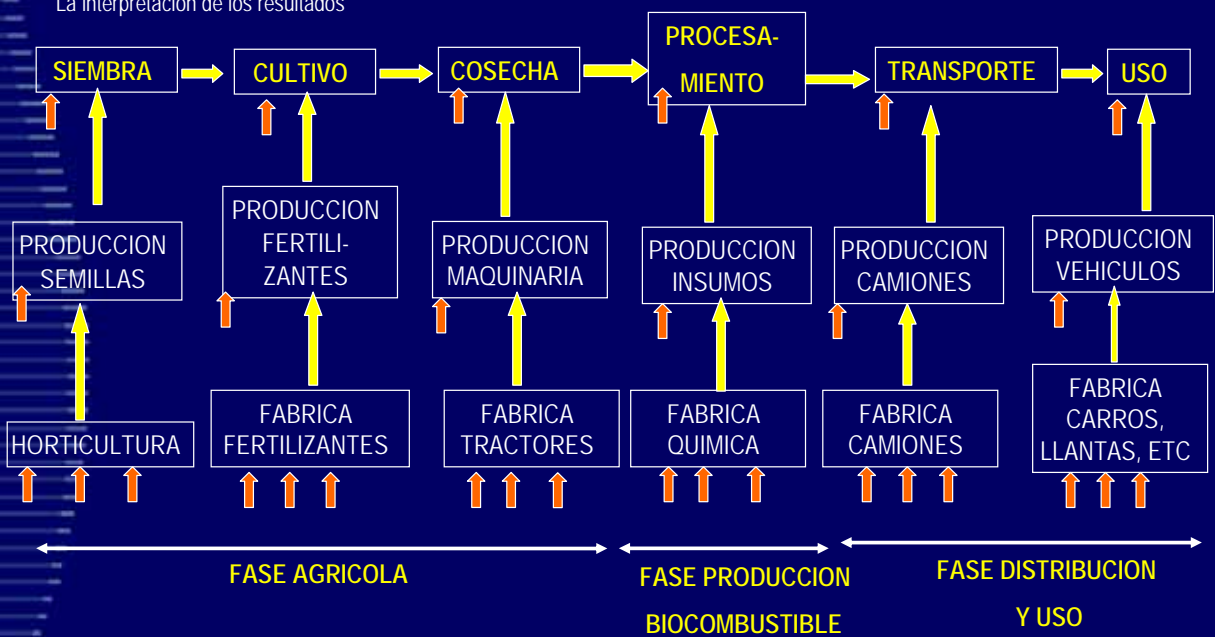 La interpretación de los resultados
SIEMBRA
CULTIVO
COSECHA
PROCESA-
MIENTO
TRANSPORTE
USO
PRODUCCION
SEMILLAS
PRODUCCION
FERTILI-
ZANTES
PRODUCCION
MAQUINARIA
PRODUCCION
INSUMOS
PRODUCCION
CAMIONES
PRODUCCION
VEHICULOS
HORTICULTURA
FABRICA
FERTILIZANTES
FABRICA
TRACTORES
FABRICA
QUIMICA
FABRICA
CAMIONES
FABRICA
CARROS,
LLANTAS, ETC
FASE AGRICOLA
FASE PRODUCCION
BIOCOMBUSTIBLE
FASE DISTRIBUCION
Y USO